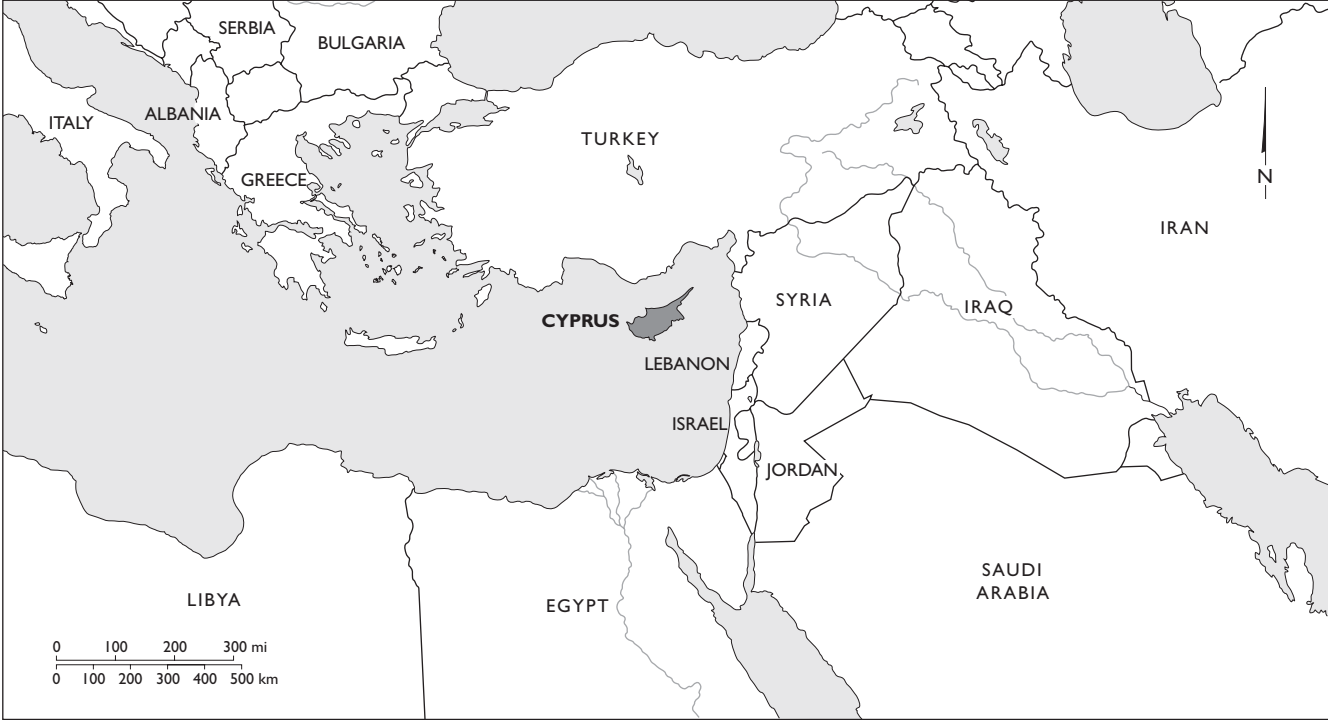 SERBIA
BULGARIA
ITALY
ALBANIA
TURKEY
GREECE
N
IRAN
SYRIA
IRAQ
CYPRUS
LEBANON
ISRAEL
JORDAN
SAUDI
ARABIA
LIBYA
EGYPT
0 100 200 300 mi
0 100 200 300 400 500 km